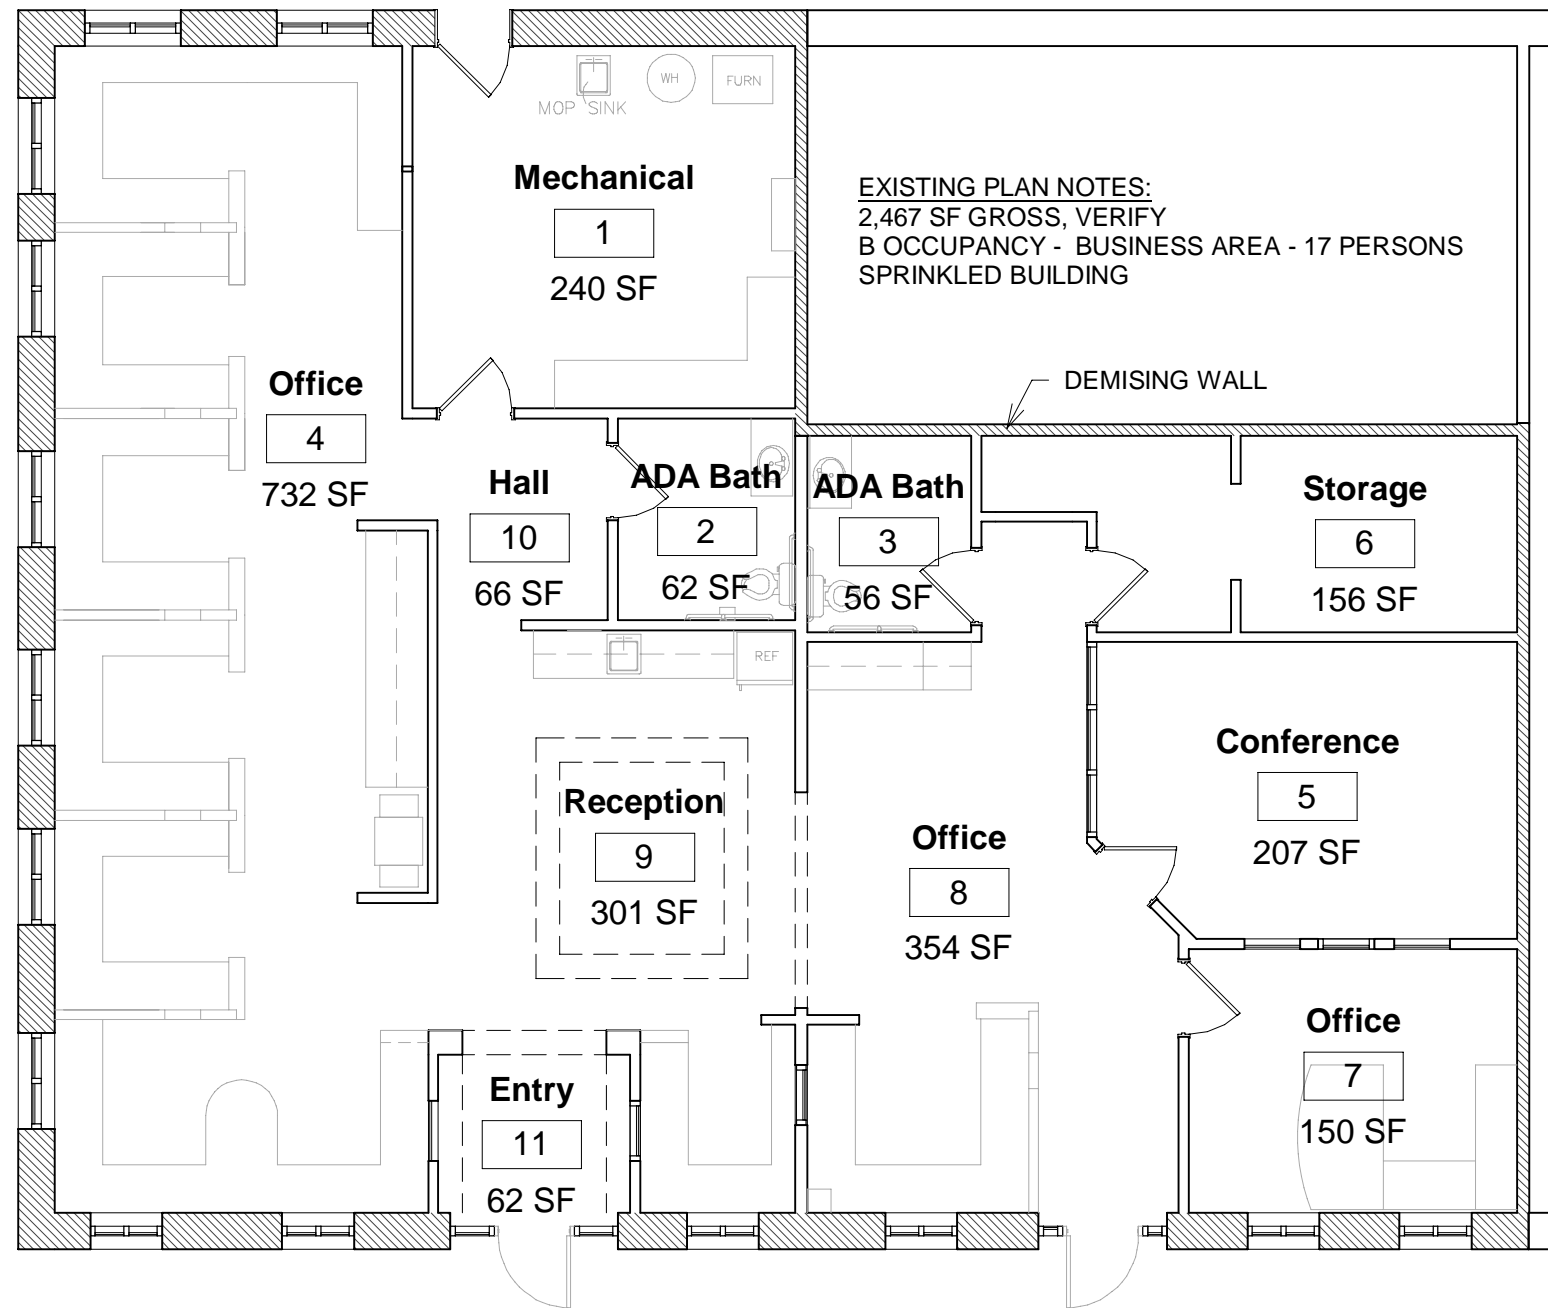 MOP SINK
WH
FURN
Mechanical
1
240 SF
EXISTING PLAN NOTES:
2,467 SF GROSS, VERIFY
B OCCUPANCY - BUSINESS AREA - 17 PERSONS
SPRINKLED BUILDING
DEMISING WALL
Office
4
732 SF
Hall
10
66 SF
ADA Bath
2
62 SF
ADA Bath
3
56 SF
Storage
6
156 SF
REF
Conference
5
207 SF
Reception
9
301 SF
Office
8
354 SF
Office
7
150 SF
Entry
11
62 SF